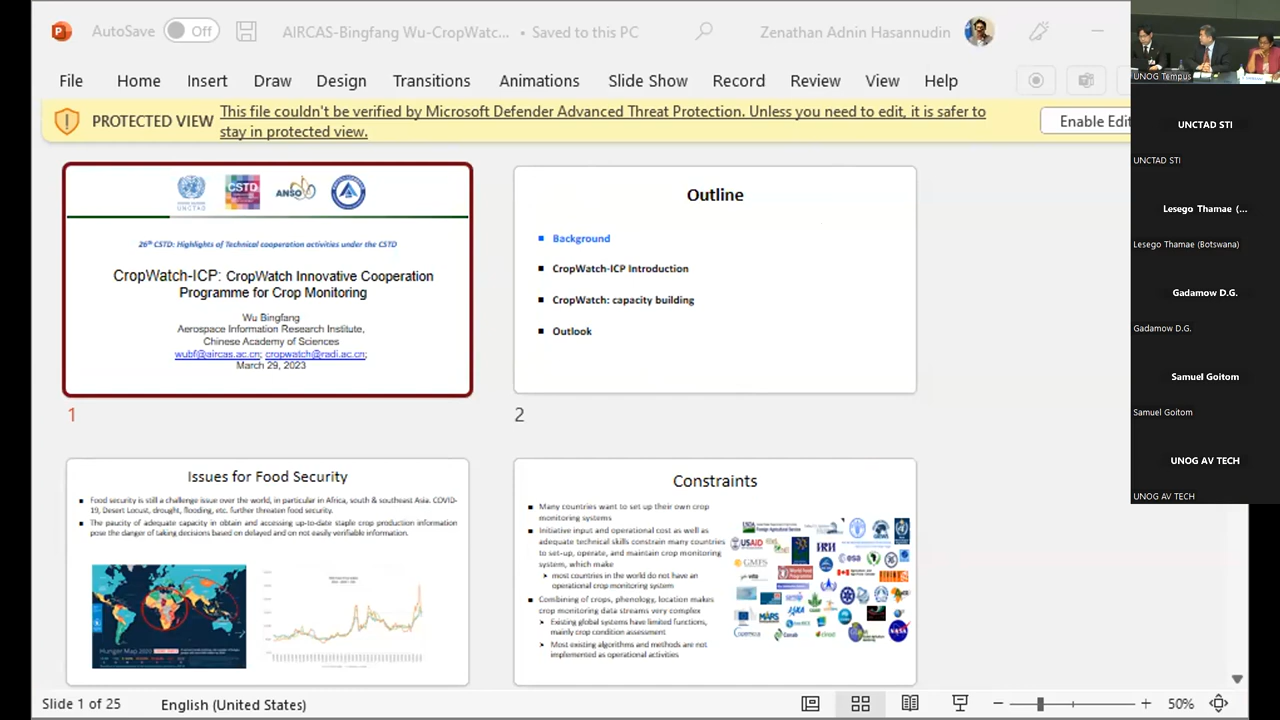 AutoSave Off AIRCAS-Bingfang Wu-CropWatc... • Saved to this PC Zenathan Adnin Hasannudin
File Home Insert Draw Design Transitions Animations Slide Show Record Review View Help
PROTECTED VIEW This file couldn't be verified by Microsoft Defender Advanced Threat Protection. Unless you need to edit, it is safer to
stay in protected view.
Enable Edit
UNCTAD
CSTD
ANSO
26th CSTD: Highlights of Technical cooperation activities under the CSTD
CropWatch-ICP: CropWatch Innovative Cooperation
Programme for Crop Monitoring
Wu Bingfang
Aerospace Information Research Institute,
Chinese Academy of Sciences
wubf@aircas.ac.cn; cropwatch@radi.ac.cn;
March 29, 2023
1
Outline
Background
CropWatch-ICP Introduction
CropWatch: capacity building
Outlook
2
Issues for Food Security
Food security is still a challenge issue over the world, in particular in Africa, south & southeast Asia. COVID-
19, Desert Locust, drought, flooding, etc. further threaten food security.
The paucity of adequate capacity in obtain and accessing up-to-date staple crop production information
pose the danger of taking decisions based on delayed and on not easily verifiable information.
Hunger Map 2020
Constraints
Many countries want to set up their own crop
monitoring systems
Initiative input and operational cost as well as
adequate technical skills constrain many countries
to set-up, operate, and maintain crop monitoring
system, which make
most countries in the world do not have an
operational crop monitoring system
Combining of crops, phenology, location makes
crop monitoring data streams very complex
Existing global systems have limited functions,
mainly crop condition assessment
Most existing algorithms and methods are not
implemented as operational activities
USDA
USAID
IRI
GMFS
esa
World Food Programme
MARS
NASA
UNOG Tempus
UNCTAD STI
UNCTAD STI
Lesego Thamae (...
Lesego Thamae (Botswana)
Gadamow D.G.
Gadamow D.G.
Samuel Goitom
Samuel Goitom
UNOG AV TECH
UNOG AV TECH
Slide 1 of 25 English (United States) 50%